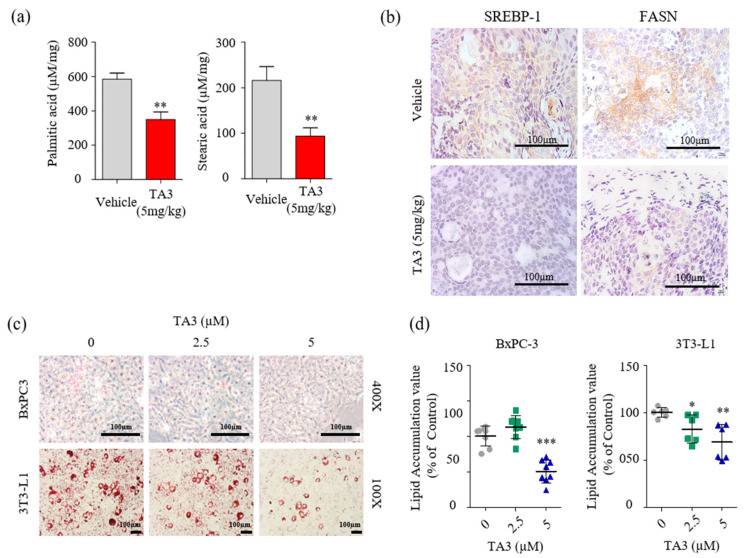 (a)
Palmitic acid (µM/mg)
800
600
400
200
0
**
Vehicle
TA3
(5mg/kg)
Stearic acid (µM/mg)
300
200
100
0
**
Vehicle
TA3
(5mg/kg)
(b)
SREBP-1
FASN
Vehicle
100µm
100µm
TA3 (5mg/kg)
100µm
100µm
(c)
TA3 (µM)
0
2.5
5
BxPC3
100µm
100µm
100µm
400X
3T3-L1
100µm
100µm
100µm
100X
(d)
BxPC-3
Lipid Accumulation value
(% of Control)
150
100
50
0
***
0
2.5
5
TA3 (µM)
3T3-L1
Lipid Accumulation value
(% of Control)
150
100
050
0
*
**
0
2.5
5
TA3 (µM)